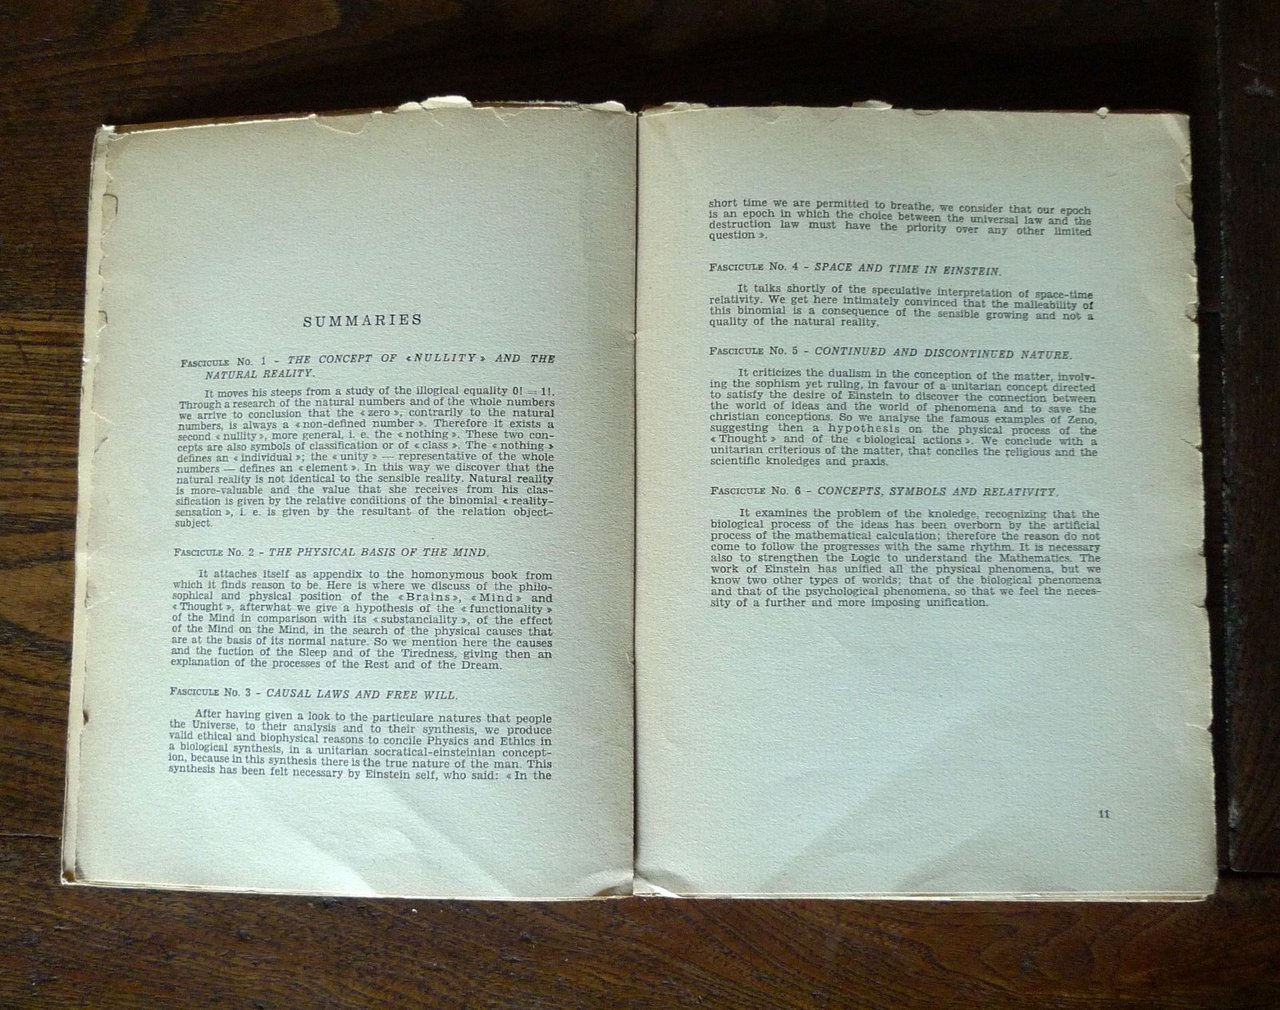 SUMMARIES
Fascicule No. 1 - THE CONCEPT OF «NULLITY» AND THE
NATURAL REALITY.
It moves his steeps from a study of the illogical equality 0! = 1!.
Through a research of the natural numbers and of the whole numbers
we arrive to conclusion that the «zero», contrarily to the natural
numbers, is always a «non-defined number». Therefore it exists a
second «nullity», more general, i. e. the «nothing». These two con-
cepts are also symbols of classification or of «class». The «nothing»
defines an «individual»; the «unity» — representative of the whole
numbers — defines an «element». In this way we discover that the
natural reality is not identical to the sensible reality. Natural reality
is more-valuable and the value that she receives from his clas-
sification is given by the relative conditions of the binomial «reality-
sensation», i. e. is given by the resultant of the relation object-
subject.
Fascicule No. 2 - THE PHYSICAL BASIS OF THE MIND.
It attaches itself as appendix to the homonymous book from
which it finds reason to be. Here is where we discuss of the philo-
sophical and physical position of the «Brains», «Mind» and
«Thought», afterwhat we give a hypothesis of the «functionality»
of the Mind in comparison with its «substanciality», of the effect
of the Mind on the Mind, in the search of the physical causes that
are at the basis of its normal nature. So we mention here the causes
and the fuction of the Sleep and of the Tiredness, giving then an
explanation of the processes of the Rest and of the Dream.
Fascicule No. 3 - CAUSAL LAWS AND FREE WILL.
After having given a look to the particulare natures that people
the Universe, to their analysis and to their synthesis, we produce
valid ethical and biophysical reasons to concile Physics and Ethics in
a biological synthesis, in a unitarian socratical-einsteinian concept-
ion, because in this synthesis there is the true nature of the man. This
synthesis has been felt necessary by Einstein self, who said: «In the
short time we are permitted to breathe, we consider that our epoch
is an epoch in which the choice between the universal law and the
destruction law must have the priority over any other limited
question».
Fascicule No. 4 - SPACE AND TIME IN EINSTEIN.
It talks shortly of the speculative interpretation of space-time
relativity. We get here intimately convinced that the malleability of
this binomial is a consequence of the sensible growing and not a
quality of the natural reality.
Fascicule No. 5 - CONTINUED AND DISCONTINUED NATURE.
It criticizes the dualism in the conception of the matter, involv-
ing the sophism yet ruling, in favour of a unitarian concept directed
to satisfy the desire of Einstein to discover the connection between
the world of ideas and the world of phenomena and to save the
christian conceptions. So we analyse the famous examples of Zeno,
suggesting then a hypothesis on the physical process of the
«Thought» and of the «biological actions». We conclude with a
unitarian criterious of the matter, that conciles the religious and the
scientific knoledges and praxis.
Fascicule No. 6 - CONCEPTS, SYMBOLS AND RELATIVITY.
It examines the problem of the knoledge, recognizing that the
biological process of the ideas has been overborn by the artificial
process of the mathematical calculation; therefore the reason do not
come to follow the progresses with the same rhythm. It is necessary
also to strengthen the Logic to understand the Mathematics. The
work of Einstein has unified all the physical phenomena, but we
know two other types of worlds; that of the biological phenomena
and that of the psychological phenomena, so that we feel the neces-
sity of a further and more imposing unification.
11